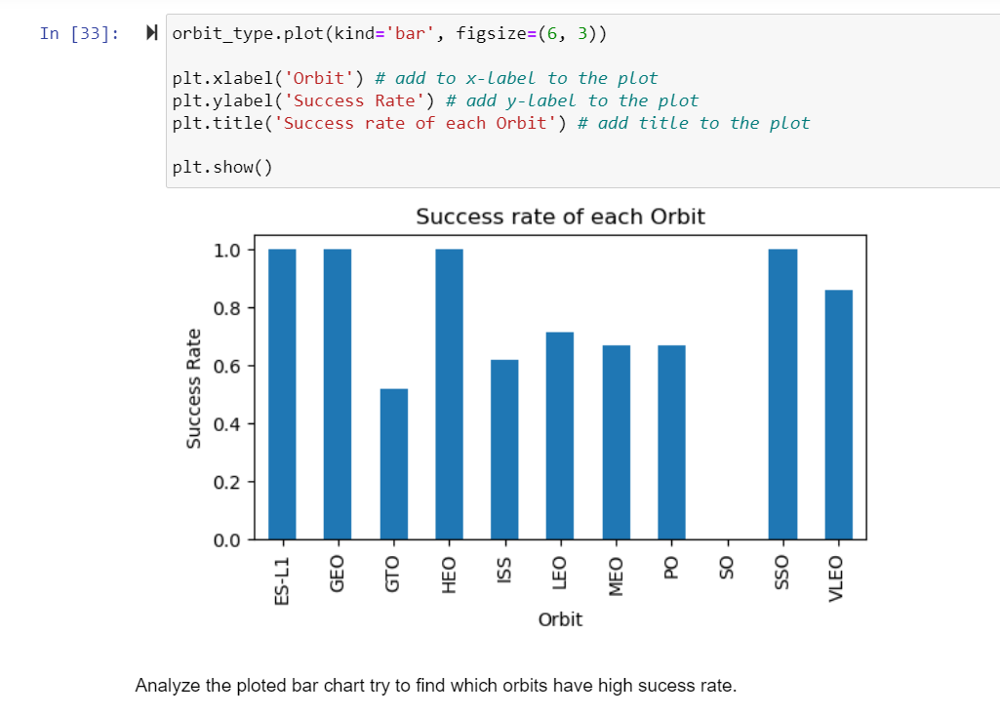 In [33]:
orbit_type.plot(kind='bar', figsize=(6, 3))
plt.xlabel('Orbit') # add to x-label to the plot
plt.ylabel('Success Rate') # add y-label to the plot
plt.title('Success rate of each Orbit') # add title to the plot
plt.show()
Success rate of each Orbit
1.0
0.8
0.6
0.4
0.2
0.0
Success Rate
ES-L1
GEO
GTO
HEO
ISS
LEO
MEO
PO
SO
SSO
VLEO
Orbit
Analyze the ploted bar chart try to find which orbits have high sucess rate.